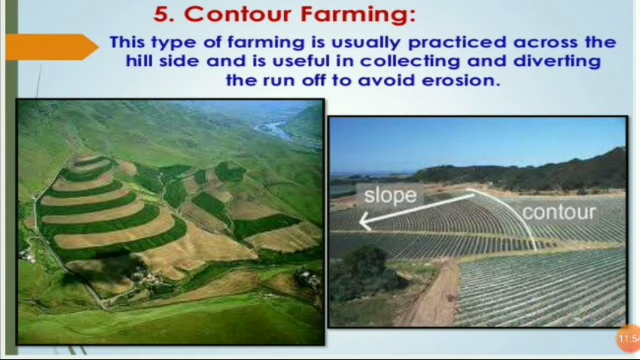 5. Contour Farming:
This type of farming is usually practiced across the
hill side and is useful in collecting and diverting
the run off to avoid erosion.
slope
contour